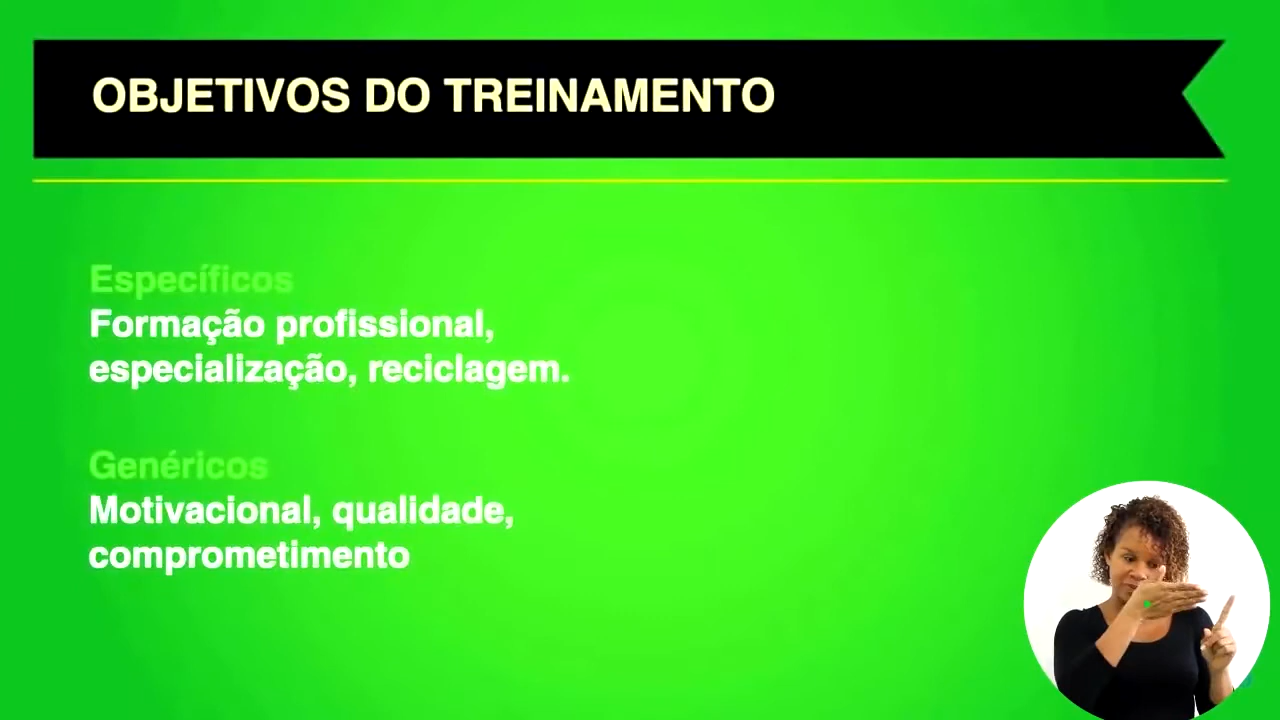 OBJETIVOS DO TREINAMENTO
Específicos
Formação profissional,
especialização, reciclagem.
Genéricos
Motivacional, qualidade,
comprometimento